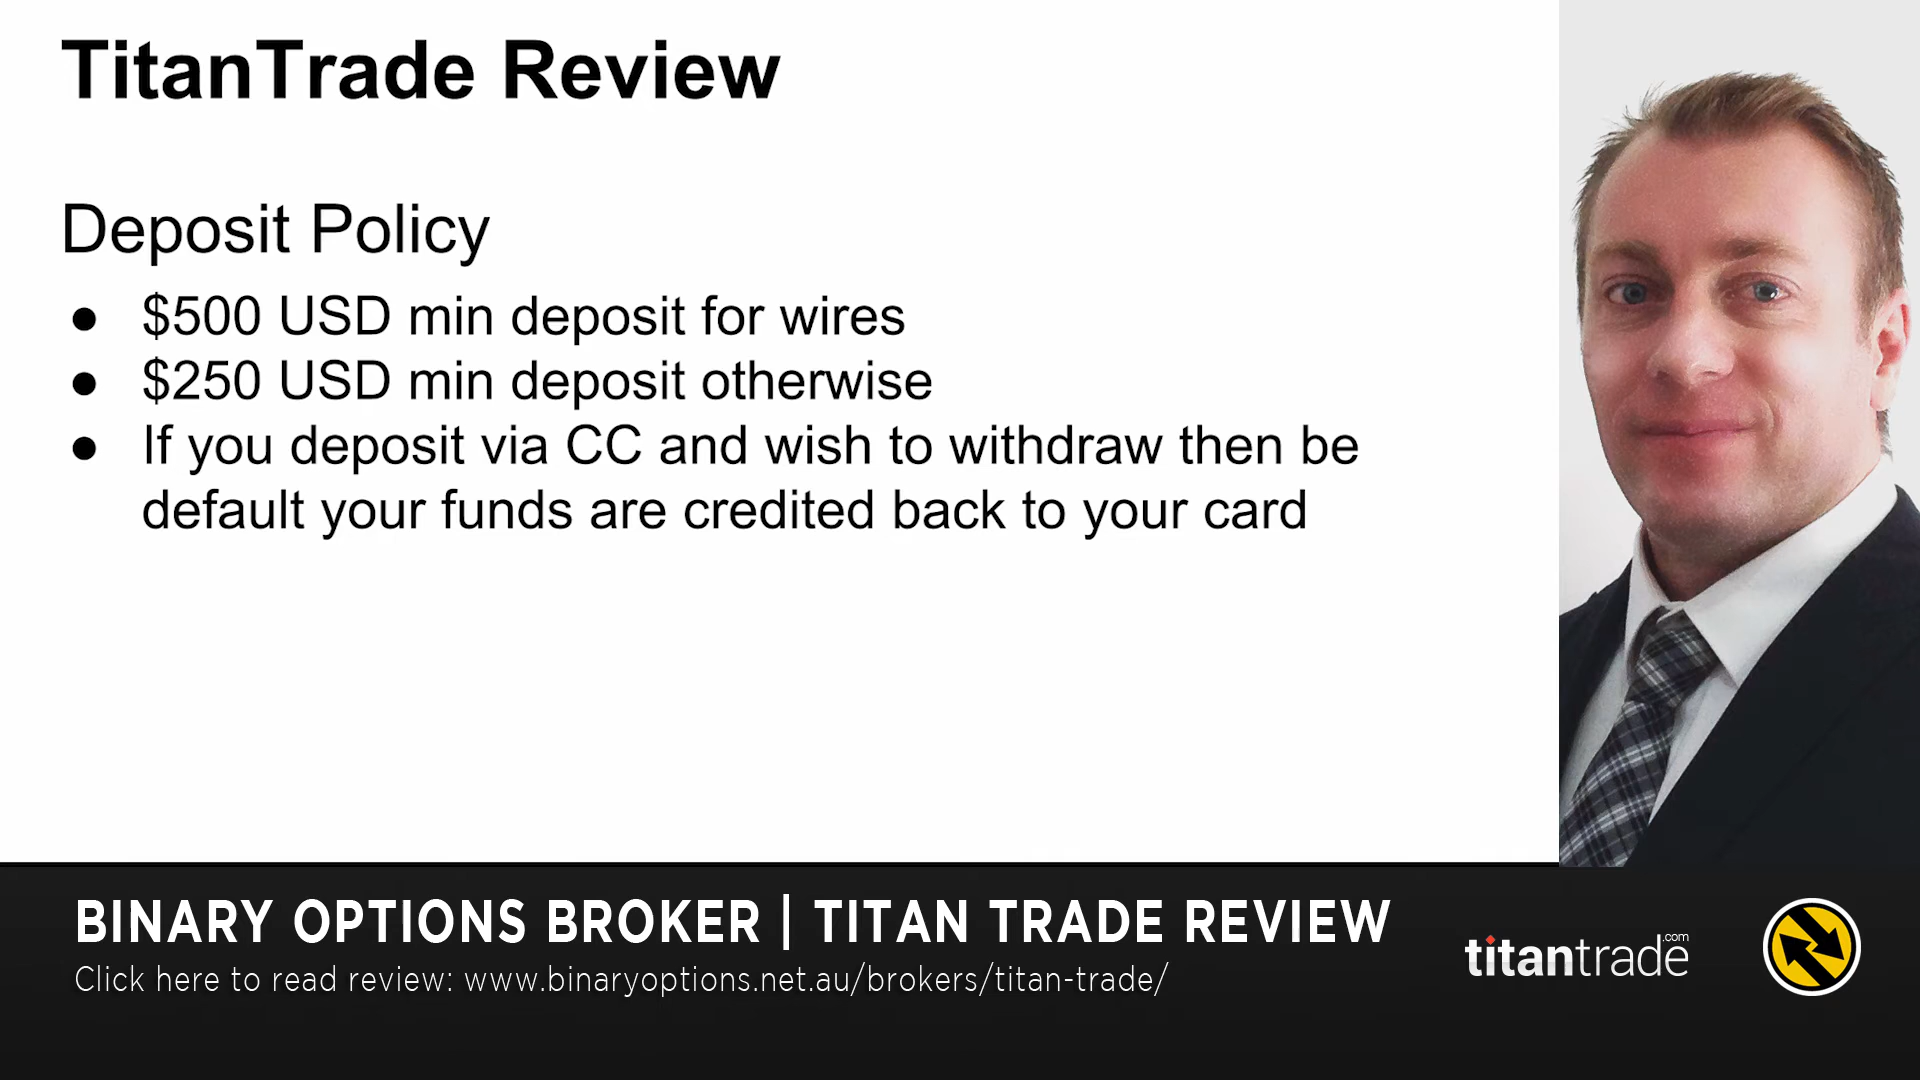 TitanTrade Review
Deposit Policy
● $500 USD min deposit for wires
● $250 USD min deposit otherwise
● If you deposit via CC and wish to withdraw then be
default your funds are credited back to your card
BINARY OPTIONS BROKER | TITAN TRADE REVIEW
Click here to read review: www.binaryoptions.net.au/brokers/titan-trade/
titantrade.com